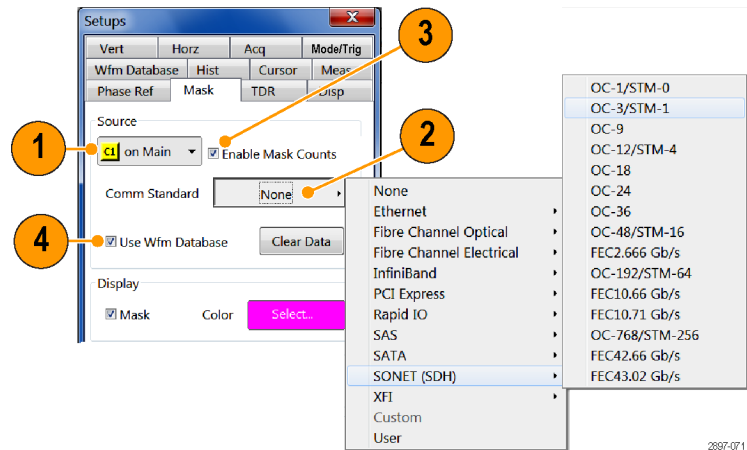 Setups
X
3
Vert Horz Acq Mode/Trig
Wfm Database Hist Cursor Meas
Phase Ref Mask TDR Disp
Source
1
C1 on Main
Enable Mask Counts
2
Comm Standard None
4
Use Wfm Database Clear Data
Display
Mask Color Select...
None
Ethernet
Fibre Channel Optical
Fibre Channel Electrical
InfiniBand
PCI Express
Rapid IO
SAS
SATA
SONET (SDH)
XFI
Custom
User
OC-1/STM-0
OC-3/STM-1
OC-9
OC-12/STM-4
OC-18
OC-24
OC-36
OC-48/STM-16
FEC2.666 Gb/s
OC-192/STM-64
FEC10.66 Gb/s
FEC10.71 Gb/s
OC-768/STM-256
FEC42.66 Gb/s
FEC43.02 Gb/s
2897-071